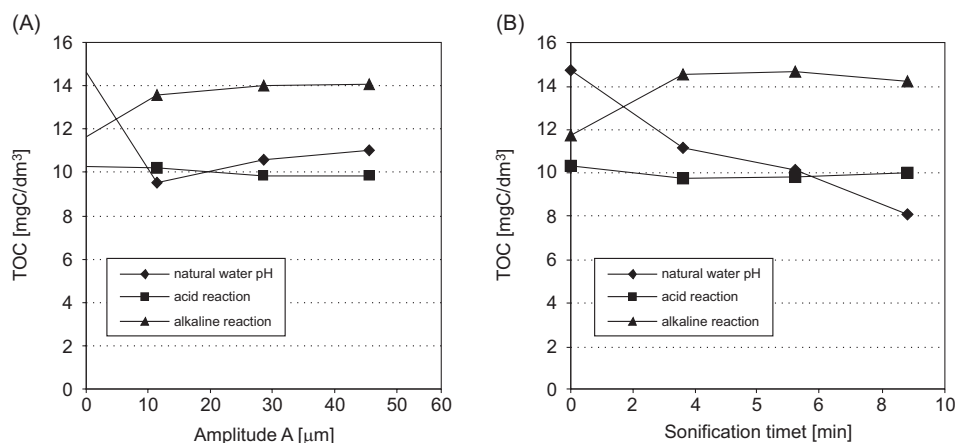 (A)
16
14
12
10
8
6
4
2
0
TOC [mgC/dm³]
natural water pH
acid reaction
alkaline reaction
0 10 20 30 40 50 60
Amplitude A [μm]
(B)
16
14
12
10
8
6
4
2
0
TOC [mgC/dm³]
natural water pH
acid reaction
alkaline reaction
0 2 4 6 8 10
Sonification timet [min]